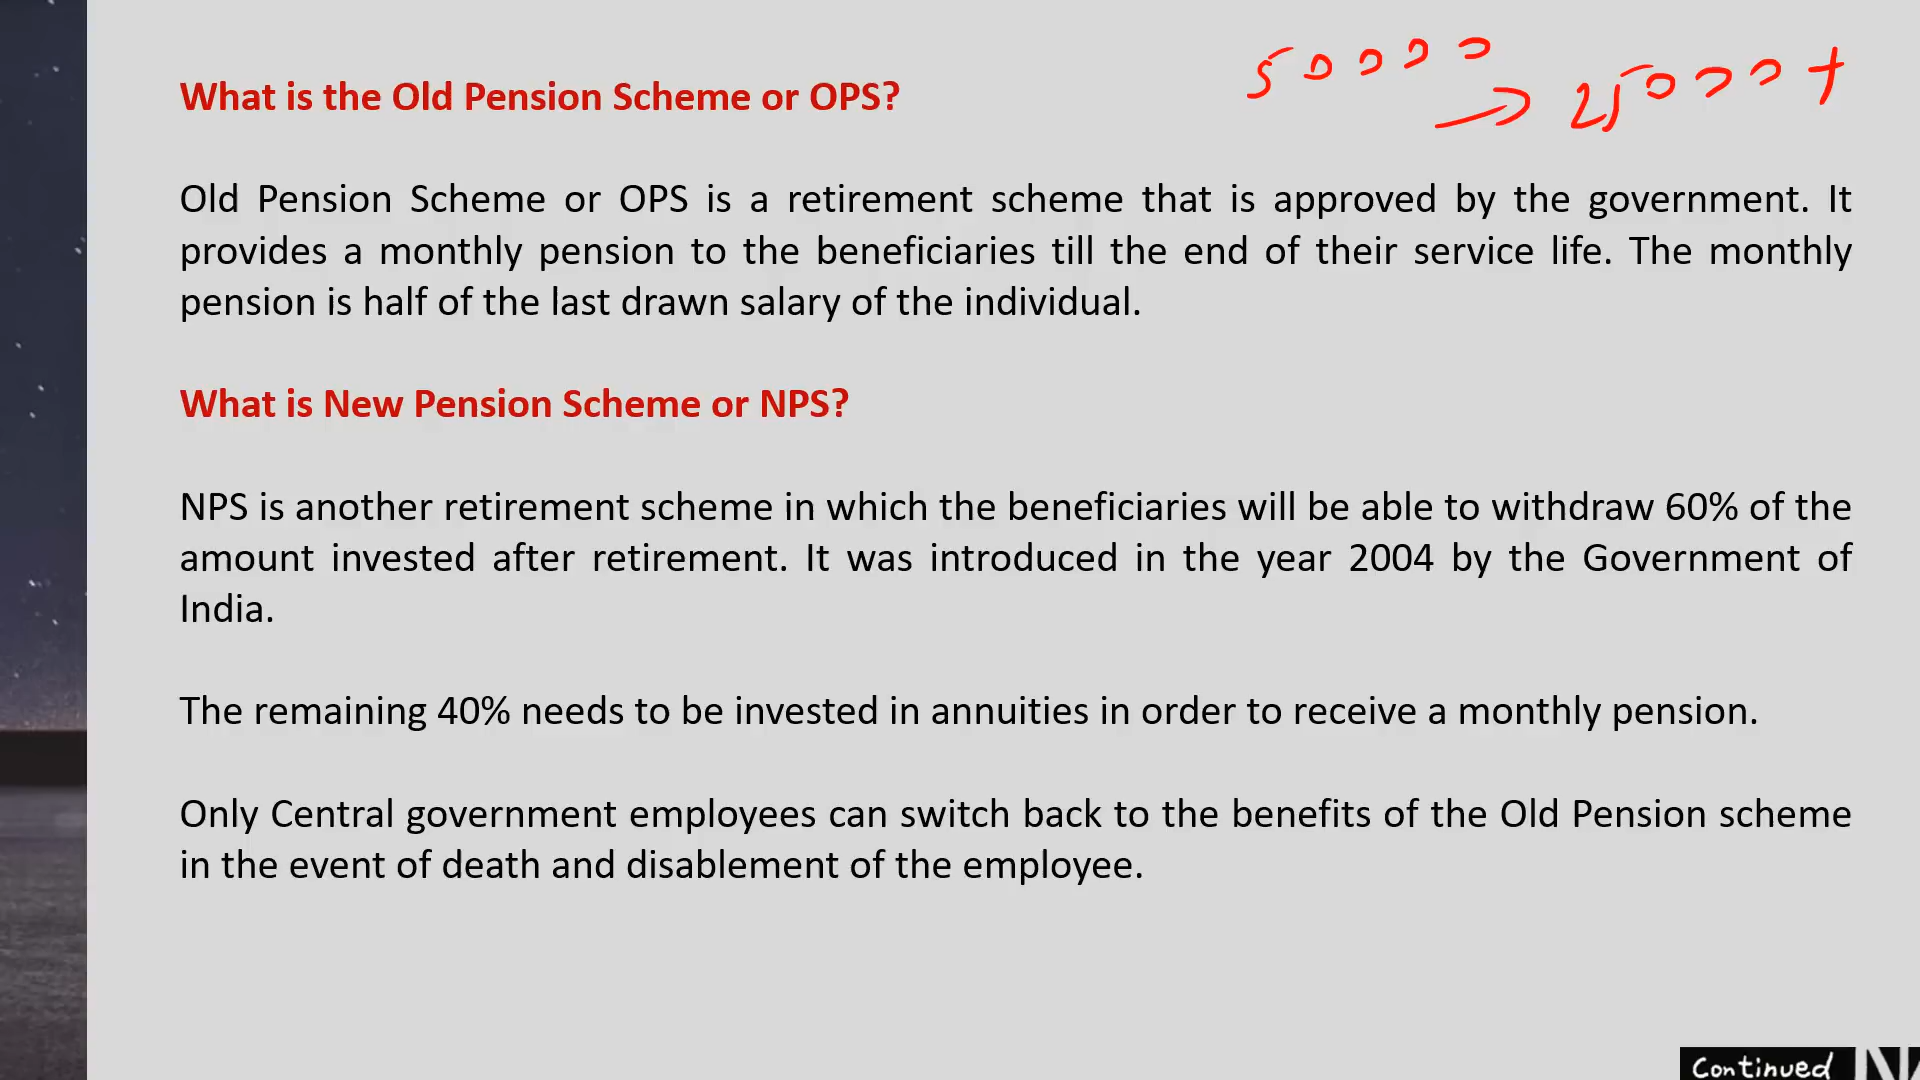 50000
→ 25000 +
What is the Old Pension Scheme or OPS?
Old Pension Scheme or OPS is a retirement scheme that is approved by the government. It
provides a monthly pension to the beneficiaries till the end of their service life. The monthly
pension is half of the last drawn salary of the individual.
What is New Pension Scheme or NPS?
NPS is another retirement scheme in which the beneficiaries will be able to withdraw 60% of the
amount invested after retirement. It was introduced in the year 2004 by the Government of
India.
The remaining 40% needs to be invested in annuities in order to receive a monthly pension.
Only Central government employees can switch back to the benefits of the Old Pension scheme
in the event of death and disablement of the employee.
Continued